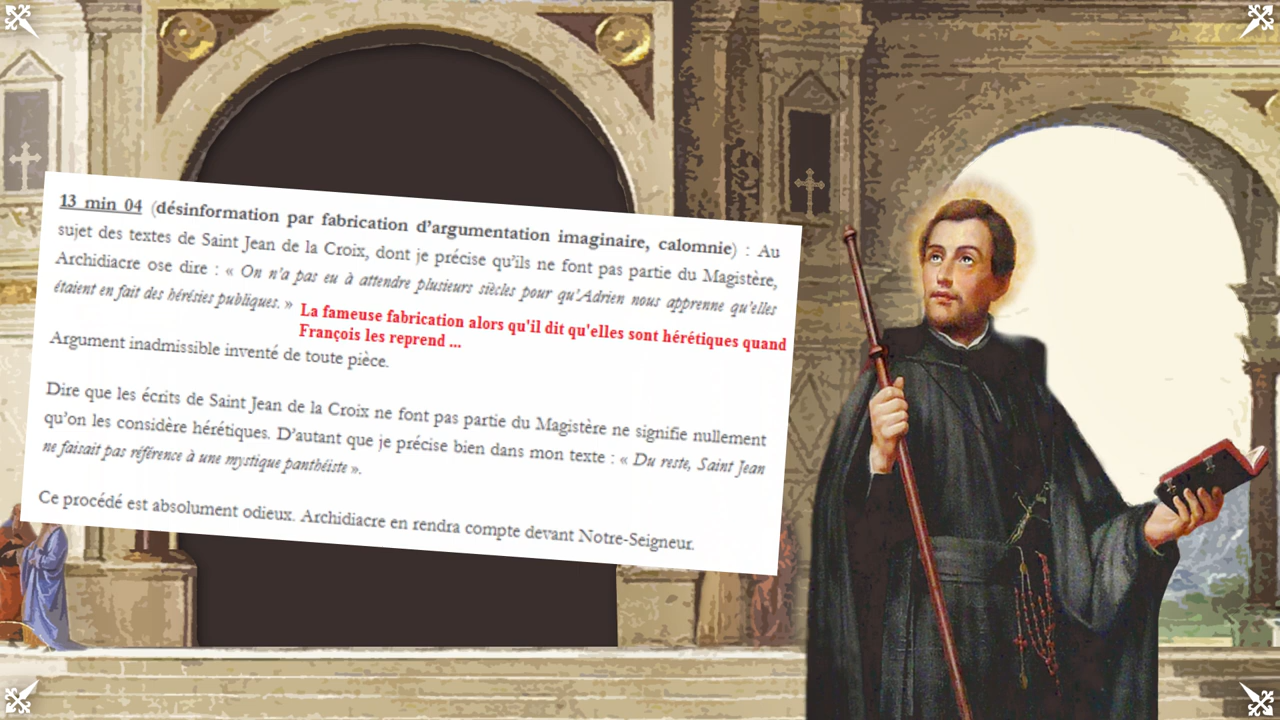 13 min 04 (désinformation par fabrication d'argumentation imaginaire, calomnie) : Au
sujet des textes de Saint Jean de la Croix, dont je précise qu'ils ne font pas partie du Magistère,
Archidiacre ose dire : « On n'a pas eu à attendre plusieurs siècles pour qu'Adrien nous apprenne qu'elles
étaient en fait des hérésies publiques. »
La fameuse fabrication alors qu'il dit qu'elles sont hérétiques quand
François les reprend ...
Argument inadmissible inventé de toute pièce.
Dire que les écrits de Saint Jean de la Croix ne font pas partie du Magistère ne signifie nullement
qu'on les considère hérétiques. D'autant que je précise bien dans mon texte : « Du reste, Saint Jean
ne faisait pas référence à une mystique panthéiste ».
Ce procédé est absolument odieux. Archidiacre en rendra compte devant Notre-Seigneur.